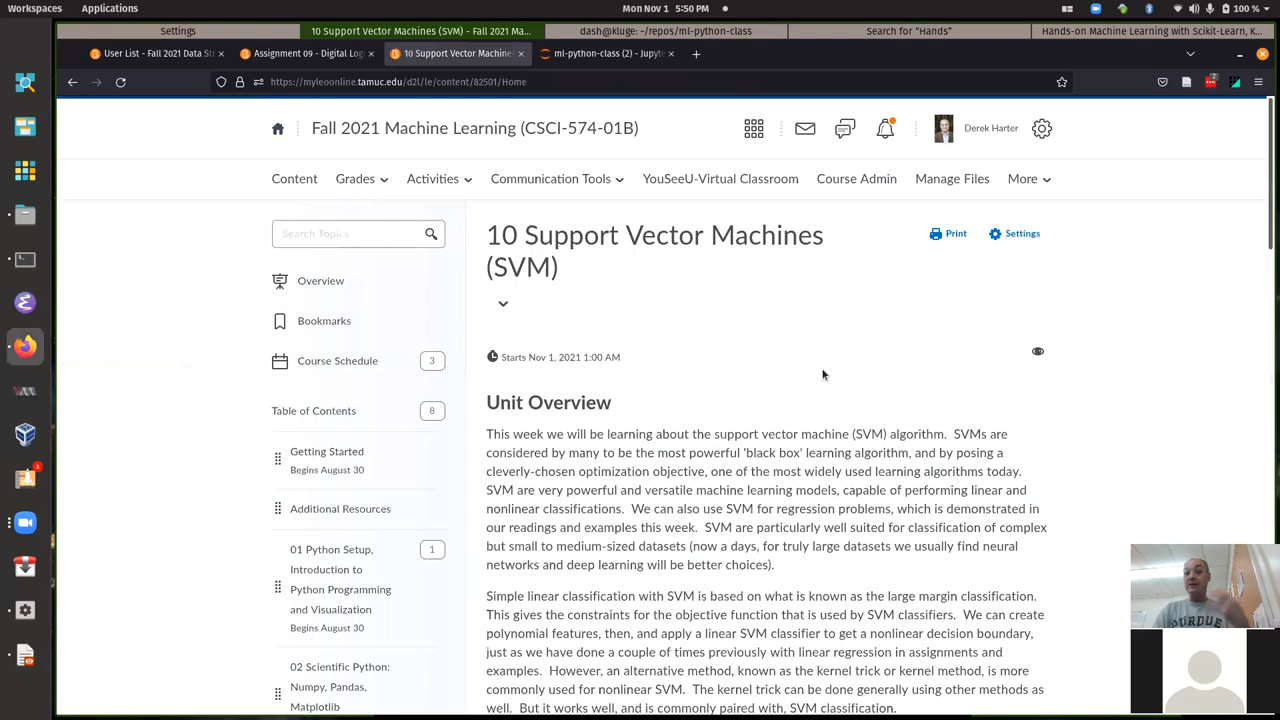 Workspaces
Applications
Mon Nov 1 5:50 PM
100 %
Settings
10 Support Vector Machines (SVM) - Fall 2021 Ma...
dash@kluge: ~/repos/ml-python-class
Search for "Hands"
Hands-on Machine Learning with Scikit-Learn, K...
User List - Fall 2021 Data Str
Assignment 09 - Digital Logi
10 Support Vector Machine
ml-python-class (2) - Jupyte
https://myleoonline.tamuc.edu/d2l/le/content/82501/Home
Fall 2021 Machine Learning (CSCI-574-01B)
Derek Harter
Content
Grades
Activities
Communication Tools
YouSeeU-Virtual Classroom
Course Admin
Manage Files
More
Search Topics
Overview
Bookmarks
Course Schedule
3
Table of Contents
8
Getting Started
Begins August 30
Additional Resources
01 Python Setup,
1
Introduction to
Python Programming
and Visualization
Begins August 30
02 Scientific Python:
Numpy, Pandas,
Matplotlib
10 Support Vector Machines
(SVM)
Print
Settings
Starts Nov 1, 2021 1:00 AM
Unit Overview
This week we will be learning about the support vector machine (SVM) algorithm. SVMs are
considered by many to be the most powerful 'black box' learning algorithm, and by posing a
cleverly-chosen optimization objective, one of the most widely used learning algorithms today.
SVM are very powerful and versatile machine learning models, capable of performing linear and
nonlinear classifications. We can also use SVM for regression problems, which is demonstrated in
our readings and examples this week. SVM are particularly well suited for classification of complex
but small to medium-sized datasets (now a days, for truly large datasets we usually find neural
networks and deep learning will be better choices).
Simple linear classification with SVM is based on what is known as the large margin classification.
This gives the constraints for the objective function that is used by SVM classifiers. We can create
polynomial features, then, and apply a linear SVM classifier to get a nonlinear decision boundary,
just as we have done a couple of times previously with linear regression in assignments and
examples. However, an alternative method, known as the kernel trick or kernel method, is more
commonly used for nonlinear SVM. The kernel trick can be done generally using other methods as
well. But it works well, and is commonly paired with, SVM classification.
PURDUE